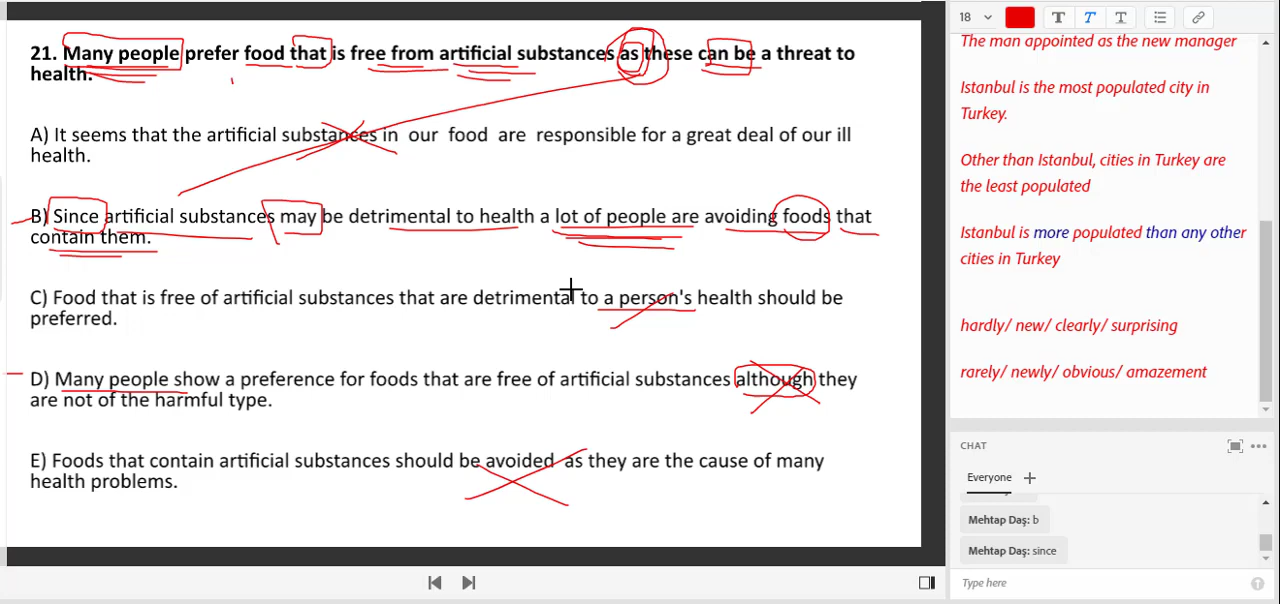 21. Many people prefer food that is free from artificial substances as these can be a threat to
health.
A) It seems that the artificial substances in our food are responsible for a great deal of our ill
health.
B) Since artificial substances may be detrimental to health a lot of people are avoiding foods that
contain them.
C) Food that is free of artificial substances that are detrimental to a person's health should be
preferred.
D) Many people show a preference for foods that are free of artificial substances although they
are not of the harmful type.
E) Foods that contain artificial substances should be avoided as they are the cause of many
health problems.
18
T T T
The man appointed as the new manager
Istanbul is the most populated city in
Turkey.
Other than Istanbul, cities in Turkey are
the least populated
Istanbul is more populated than any other
cities in Turkey
hardly/ new/ clearly/ surprising
rarely/ newly/ obvious/ amazement
CHAT
Everyone
Mehtap Daş: b
Mehtap Daş: since
Type here